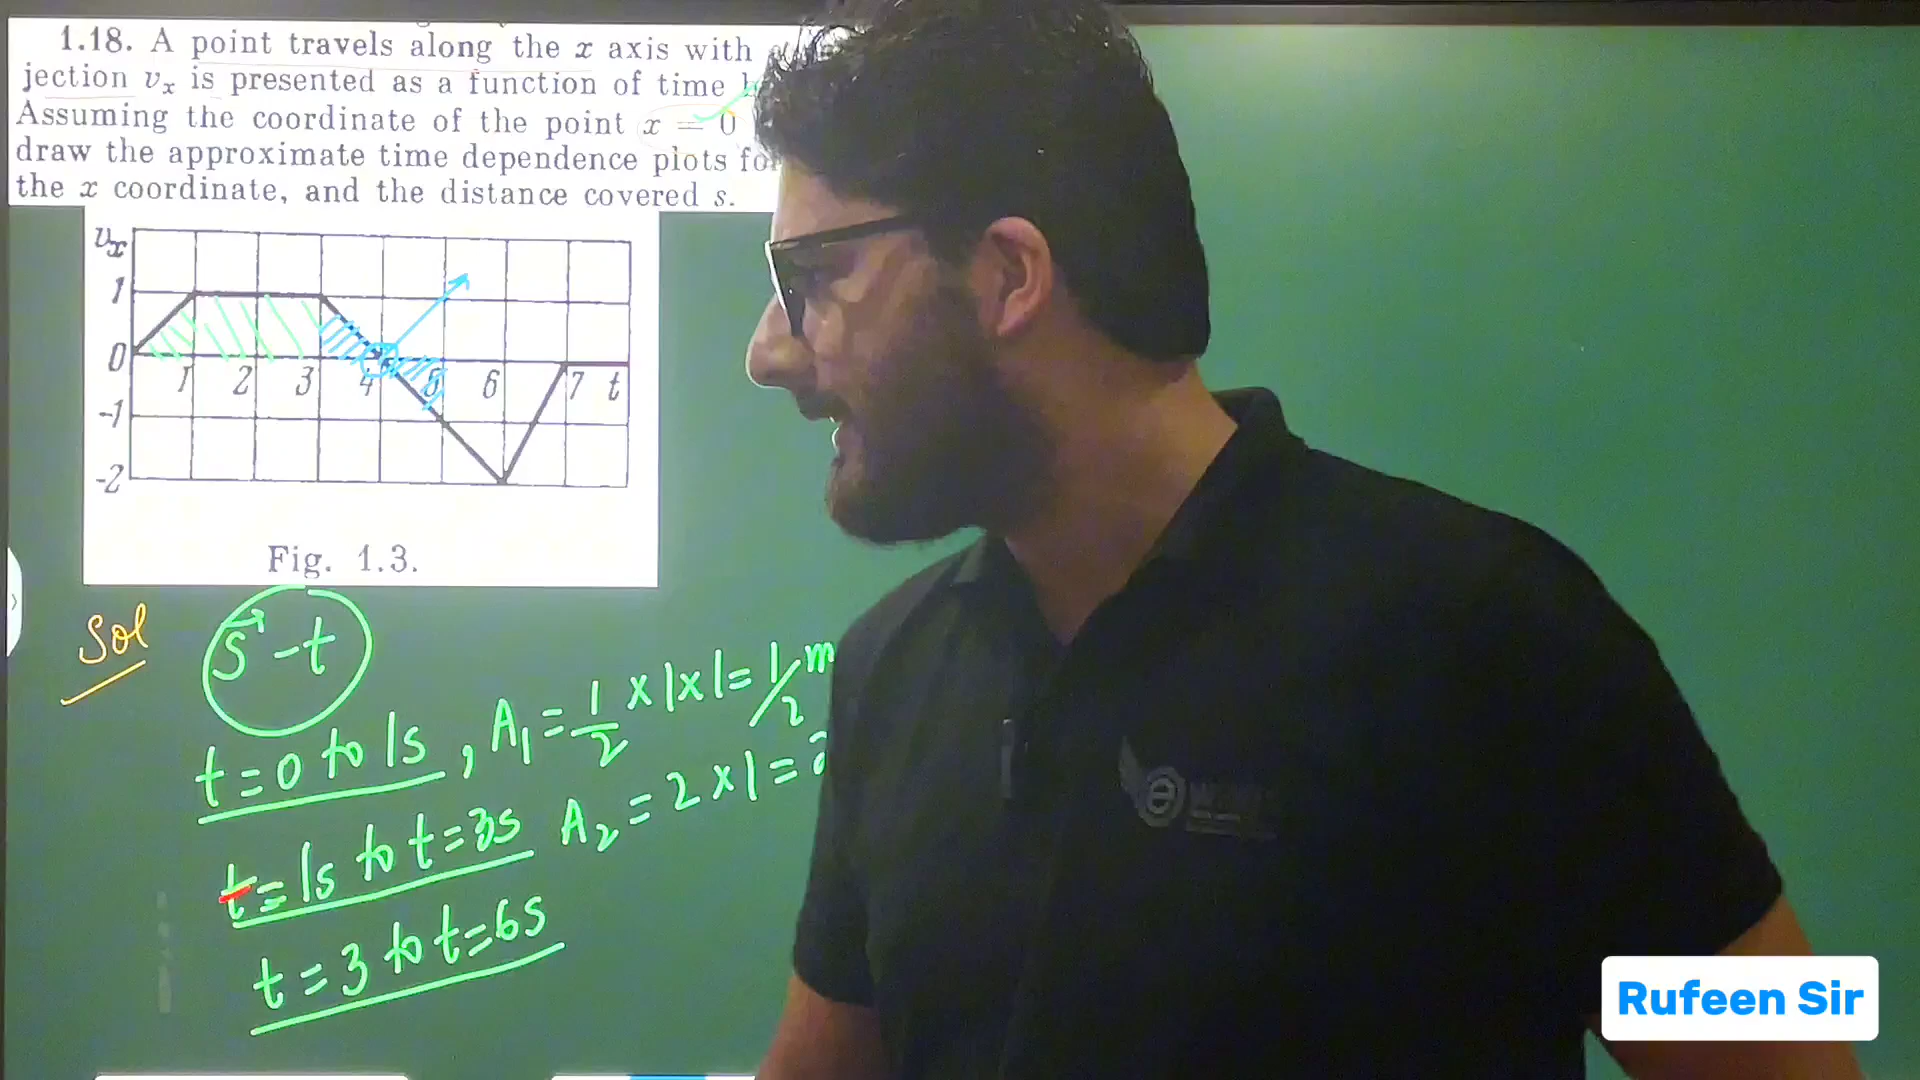 1.18. A point travels along the x axis with
jection vₓ is presented as a function of time
Assuming the coordinate of the point x = 0
draw the approximate time dependence plots for
the x coordinate, and the distance covered s.
vₓ
1
0
-1
-2
1 2 3 4 5 6 7 t
Fig. 1.3.
Sol
s⃗ - t
t = 0 to 1s , A₁ = 1/2 × 1 × 1 = 1/2 m
t = 1s to t = 3s A₂ = 2 × 1 = 2
t = 3 to t = 6s
Rufeen Sir